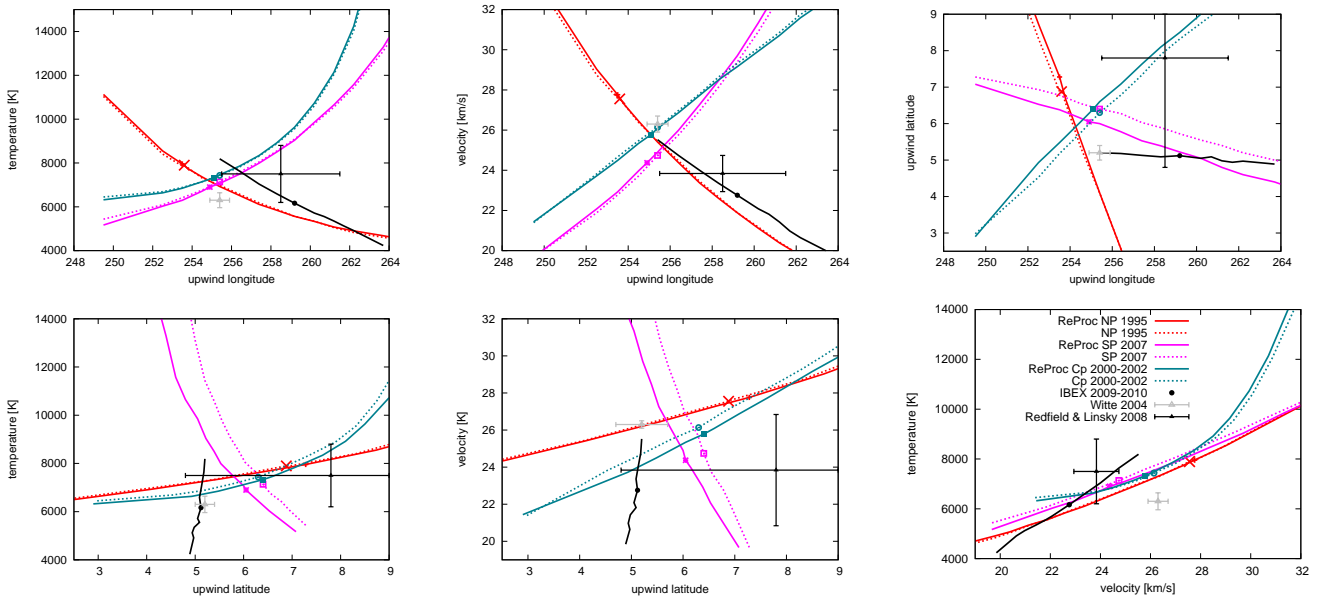 14000
12000
10000
8000
6000
4000
248 250 252 254 256 258 260 262 264
temperature [K]
upwind longitude
32
30
28
26
24
22
20
248 250 252 254 256 258 260 262 264
velocity [km/s]
upwind longitude
9
8
7
6
5
4
3
248 250 252 254 256 258 260 262 264
upwind latitude
upwind longitude
14000
12000
10000
8000
6000
4000
3 4 5 6 7 8 9
temperature [K]
upwind latitude
32
30
28
26
24
22
20
3 4 5 6 7 8 9
velocity [km/s]
upwind latitude
14000
12000
10000
8000
6000
4000
20 22 24 26 28 30 32
temperature [K]
velocity [km/s]
ReProc NP 1995
NP 1995
ReProc SP 2007
SP 2007
ReProc Cp 2000-2002
Cp 2000-2002
IBEX 2009-2010
Witte 2004
Redfield & Linsky 2008